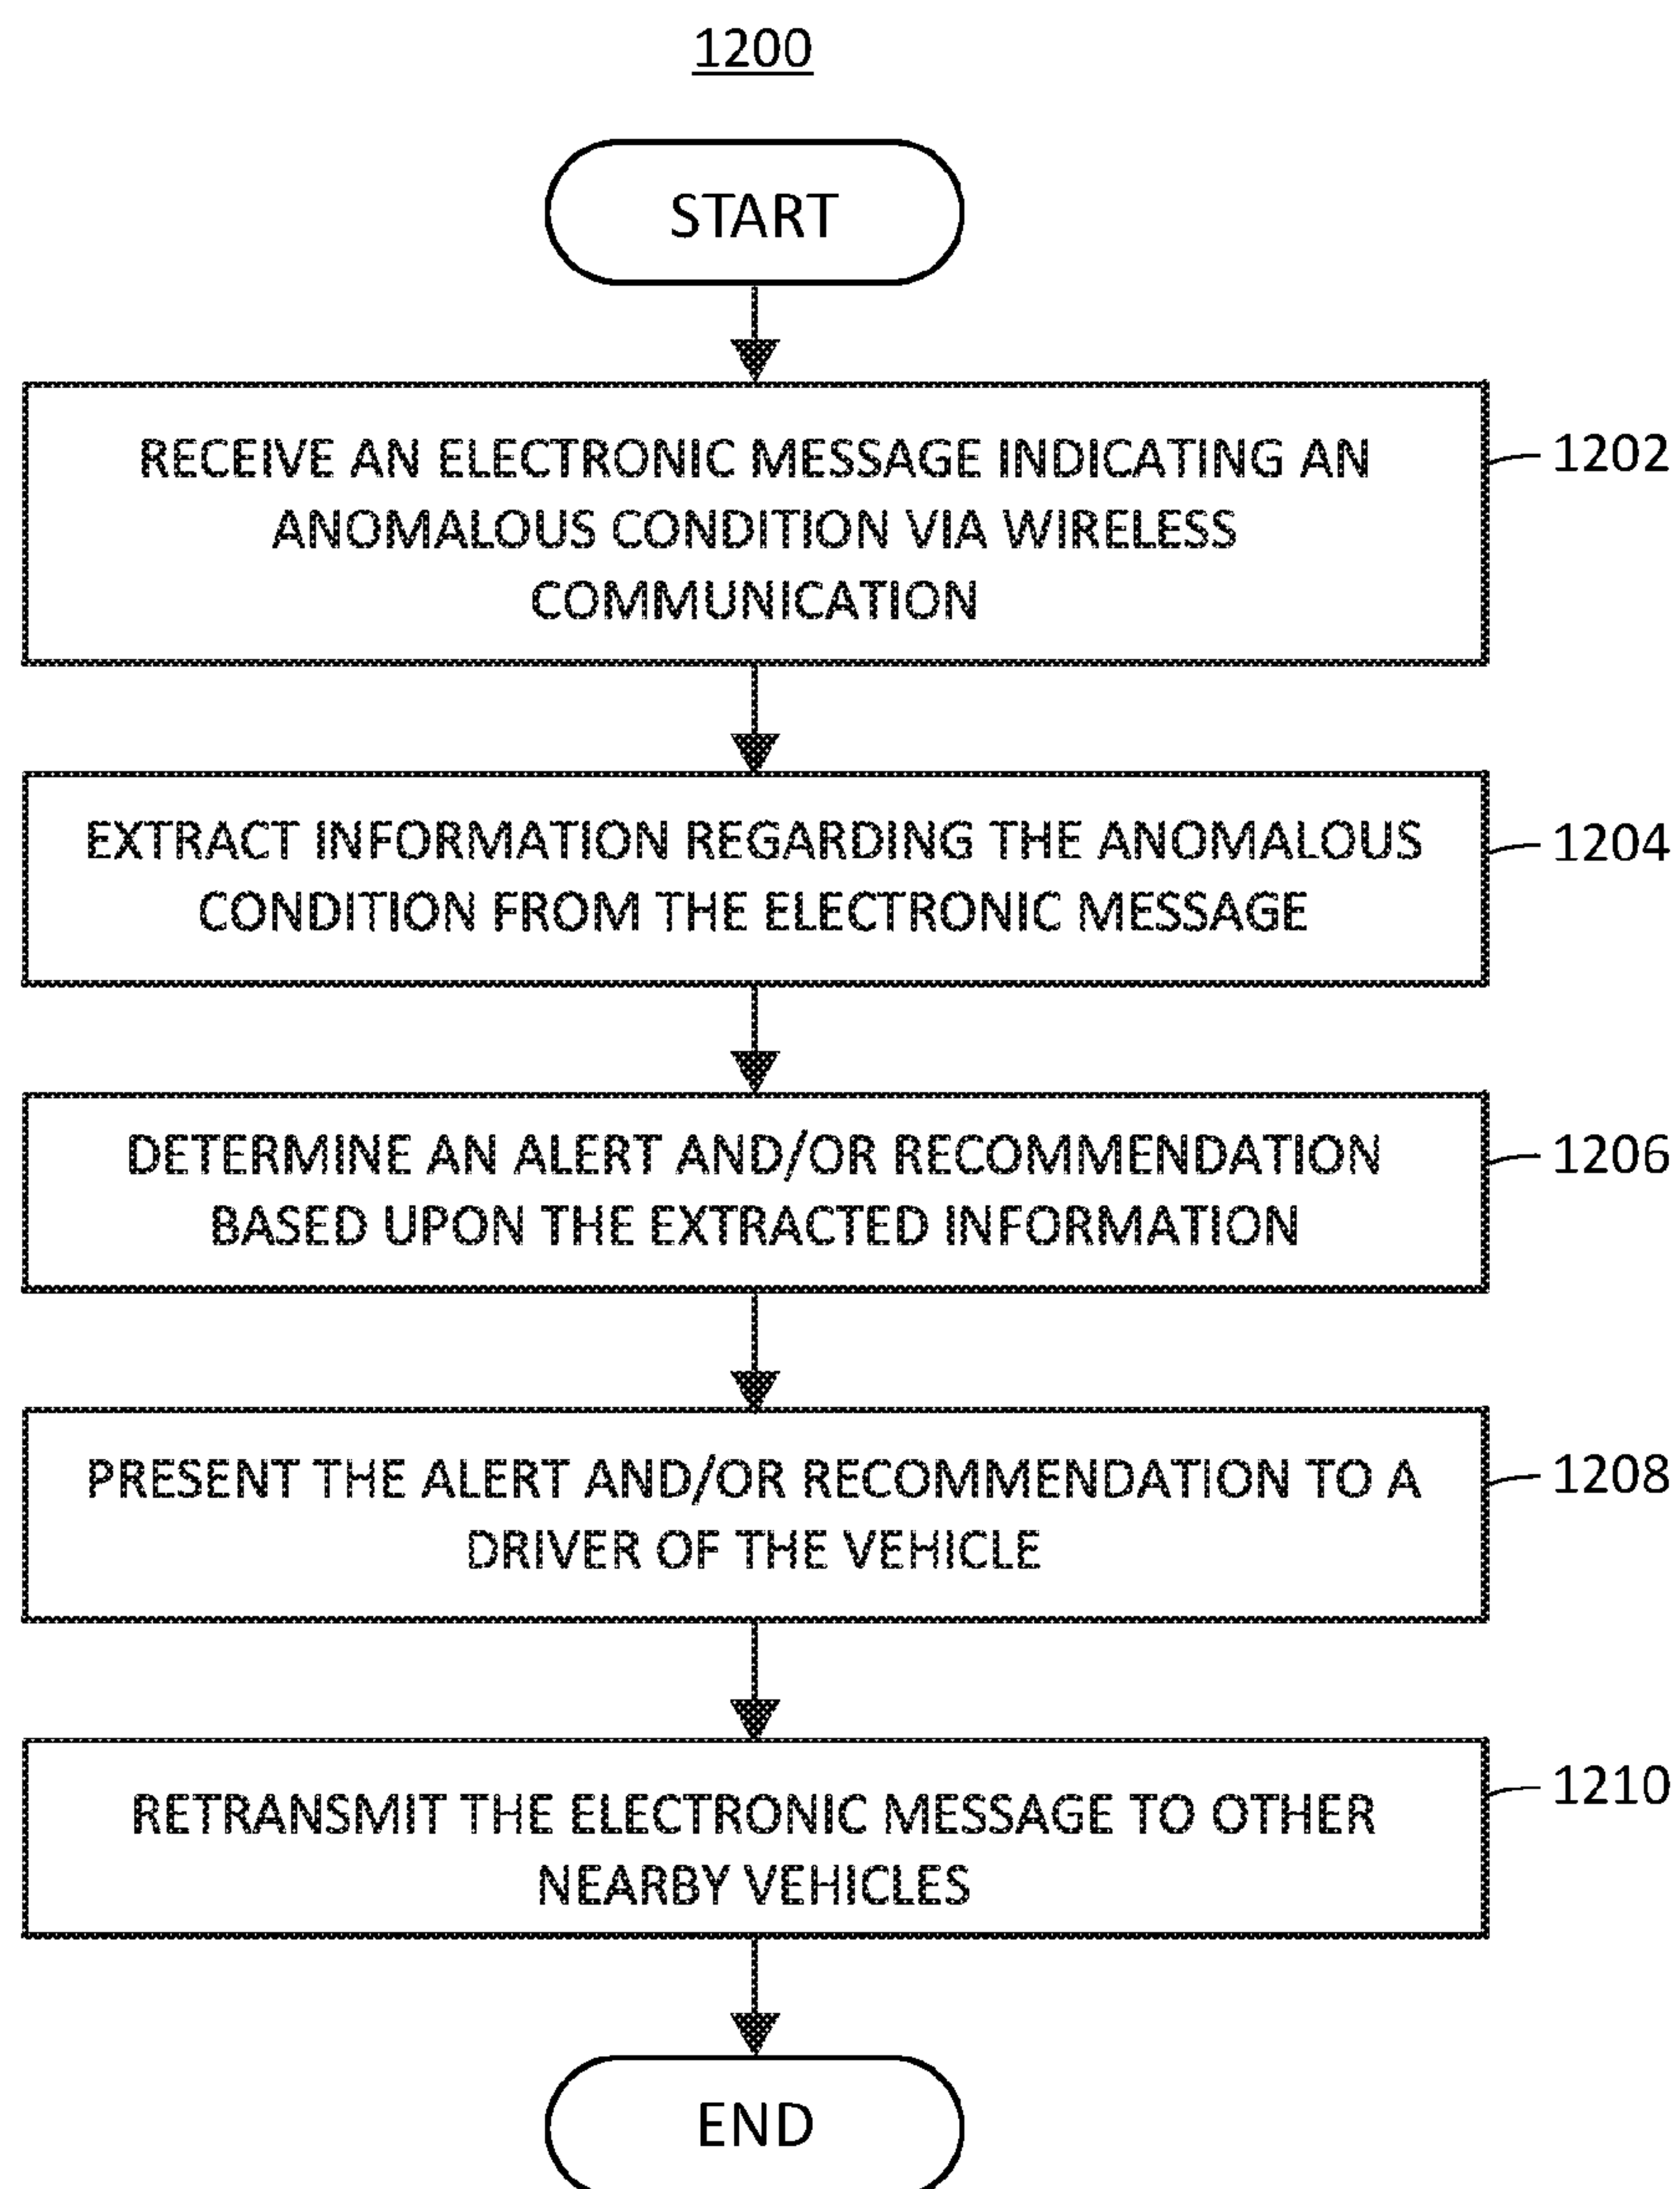 1200
START
RECEIVE AN ELECTRONIC MESSAGE INDICATING AN
ANOMALOUS CONDITION VIA WIRELESS
COMMUNICATION
1202
EXTRACT INFORMATION REGARDING THE ANOMALOUS
CONDITION FROM THE ELECTRONIC MESSAGE
1204
DETERMINE AN ALERT AND/OR RECOMMENDATION
BASED UPON THE EXTRACTED INFORMATION
1206
PRESENT THE ALERT AND/OR RECOMMENDATION TO A
DRIVER OF THE VEHICLE
1208
RETRANSMIT THE ELECTRONIC MESSAGE TO OTHER
NEARBY VEHICLES
1210
END